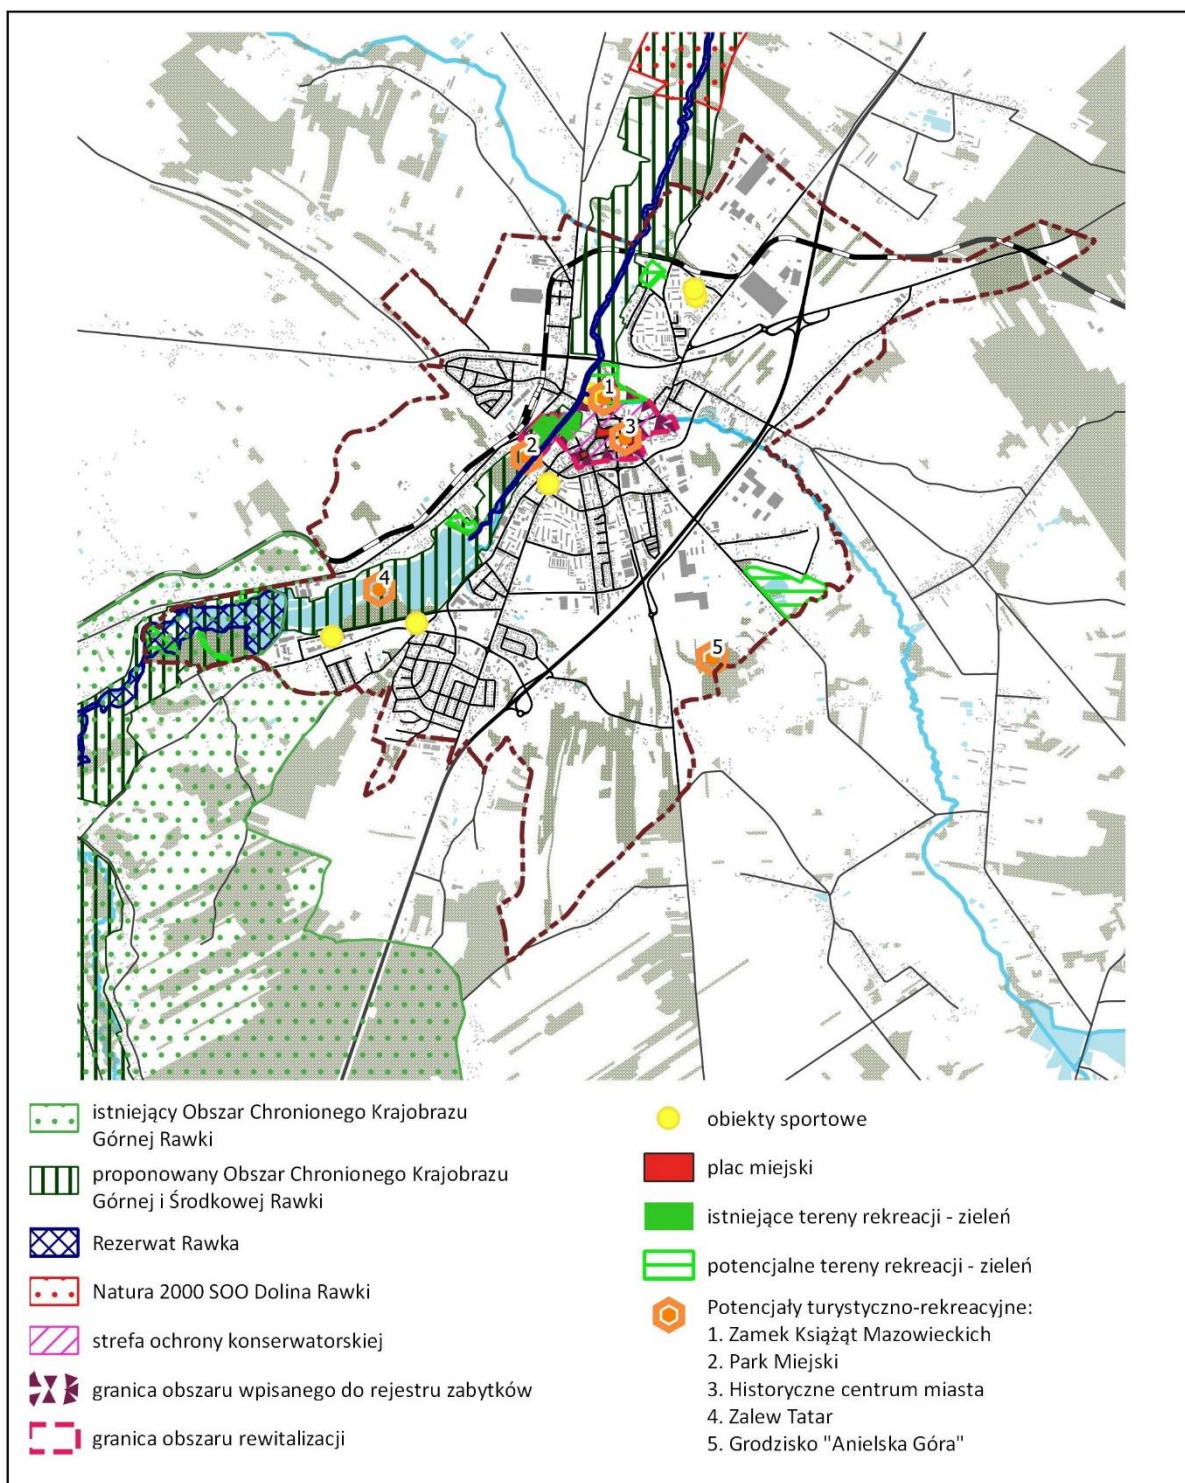 1
3
2
4
5
istniejący Obszar Chronionego Krajobrazu
Górnej Rawki
proponowany Obszar Chronionego Krajobrazu
Górnej i Środkowej Rawki
Rezerwat Rawka
Natura 2000 SOO Dolina Rawki
strefa ochrony konserwatorskiej
granica obszaru wpisanego do rejestru zabytków
granica obszaru rewitalizacji
obiekty sportowe
plac miejski
istniejące tereny rekreacji - zieleń
potencjalne tereny rekreacji - zieleń
Potencjały turystyczno-rekreacyjne:
1. Zamek Książąt Mazowieckich
2. Park Miejski
3. Historyczne centrum miasta
4. Zalew Tatar
5. Grodzisko "Anielska Góra"